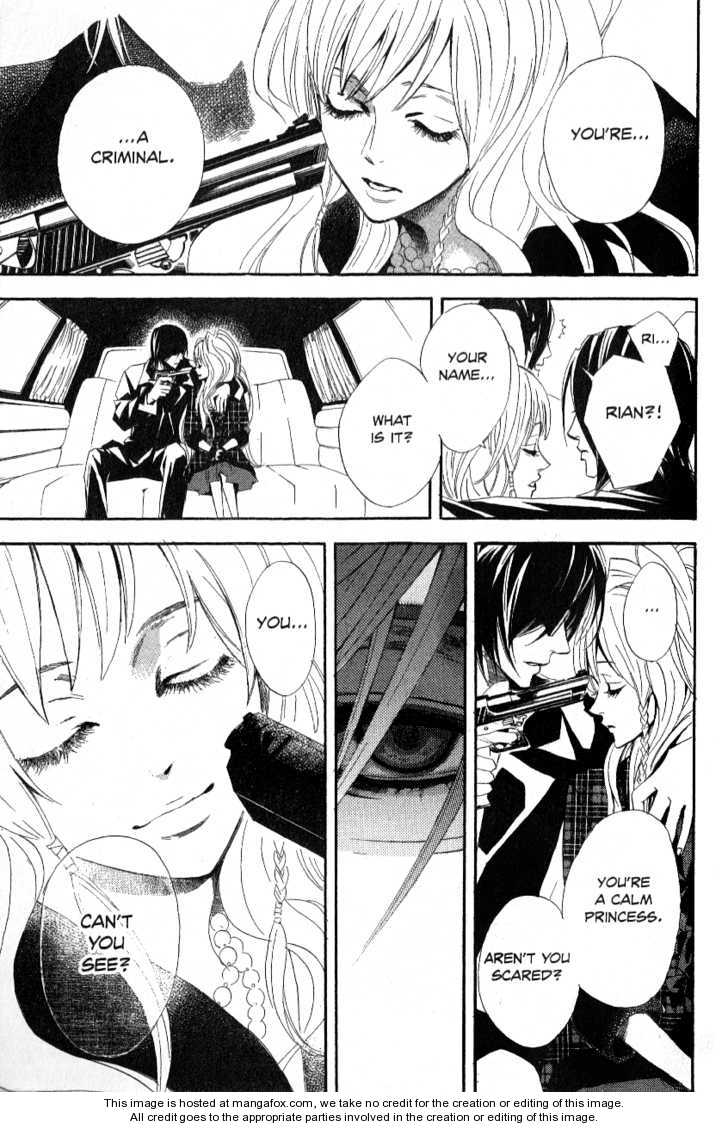 YOU'RE...
...A
CRIMINAL.
RI...
RIAN?!
YOUR
NAME...
WHAT
IS IT?
...
YOU'RE
A CALM
PRINCESS.
AREN'T YOU
SCARED?
YOU...
CAN'T
YOU
SEE?
This image is hosted at mangafox.com, we take no credit for the creation or editing of this image.
All credit goes to the appropriate parties involved in the creation or editing of this image.